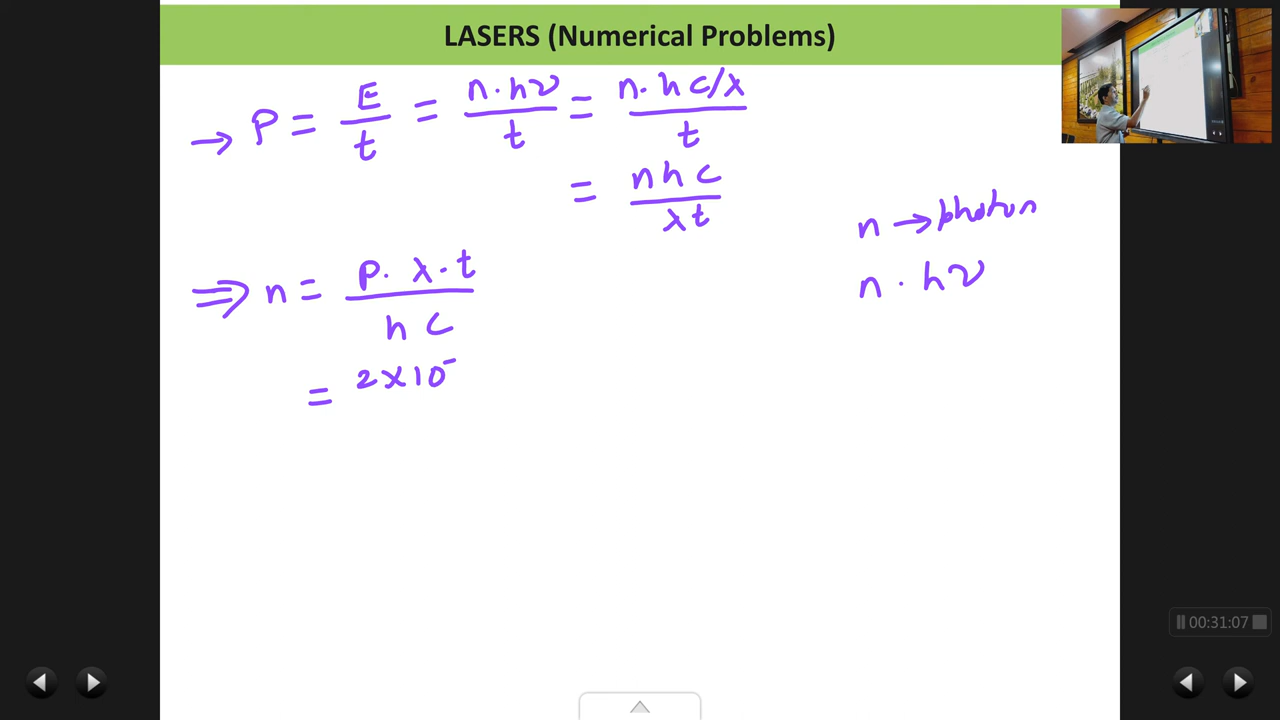 LASERS (Numerical Problems)
→ P = E/t = n·hν/t = n·hc/λ/t
= nhc/λt
n → photon
n·hν
⇒ n = P·λ·t/hc
= 2×10⁻
00:31:07